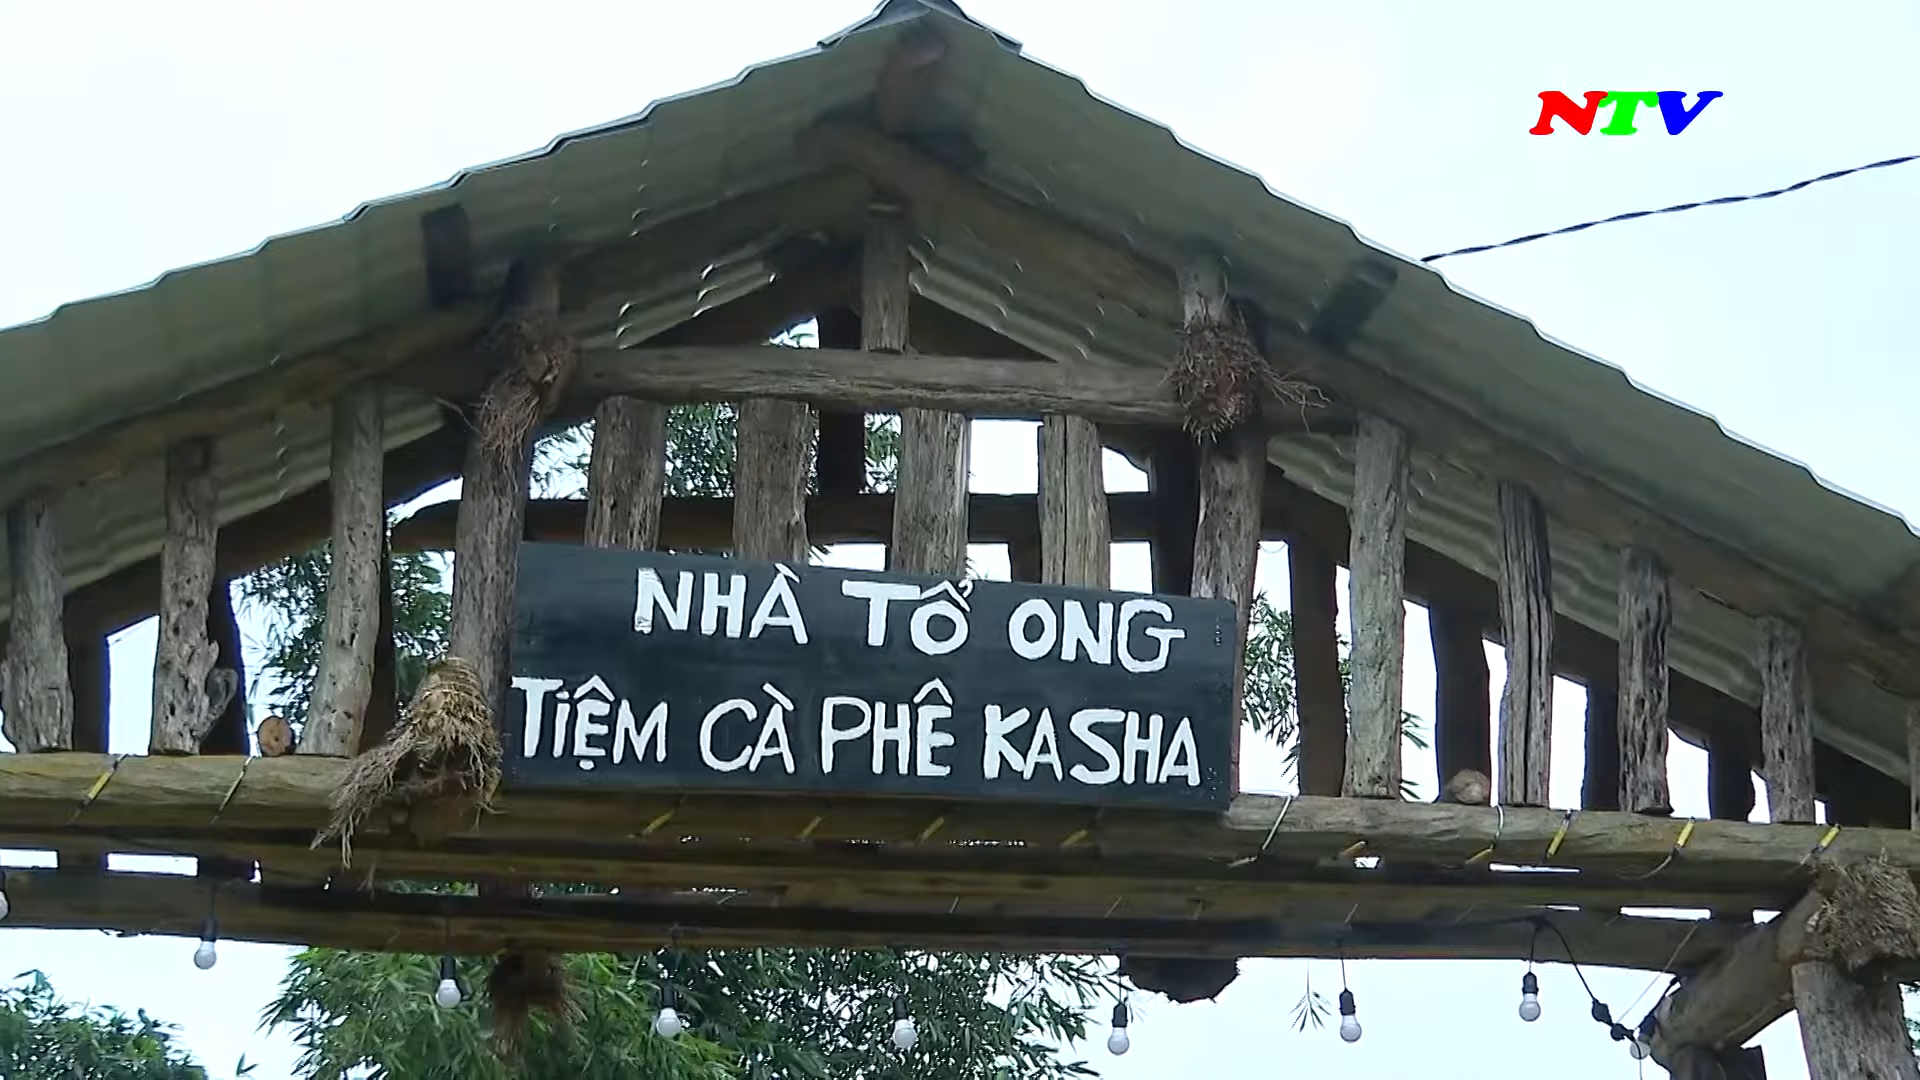 NTV
NHÀ TỔ ONG
TIỆM CÀ PHÊ KASHA